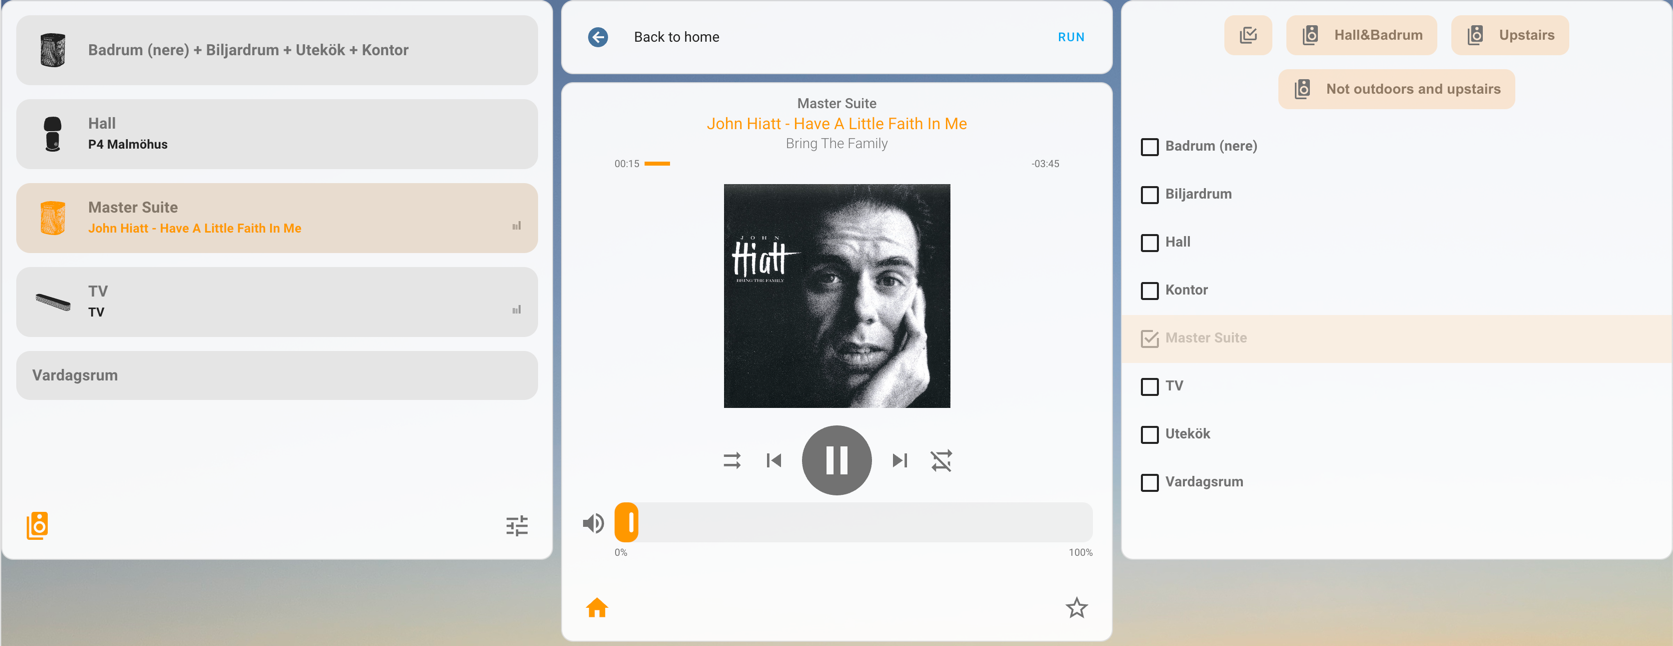 Badrum (nere) + Biljardrum + Utekök + Kontor
Hall
P4 Malmöhus
Master Suite
John Hiatt - Have A Little Faith In Me
TV
TV
Vardagsrum
Back to home
RUN
Master Suite
John Hiatt - Have A Little Faith In Me
Bring The Family
00:15
-03:45
JOHN
Hiatt
BRING THE FAMILY
0%
100%
Hall&Badrum
Upstairs
Not outdoors and upstairs
Badrum (nere)
Biljardrum
Hall
Kontor
Master Suite
TV
Utekök
Vardagsrum